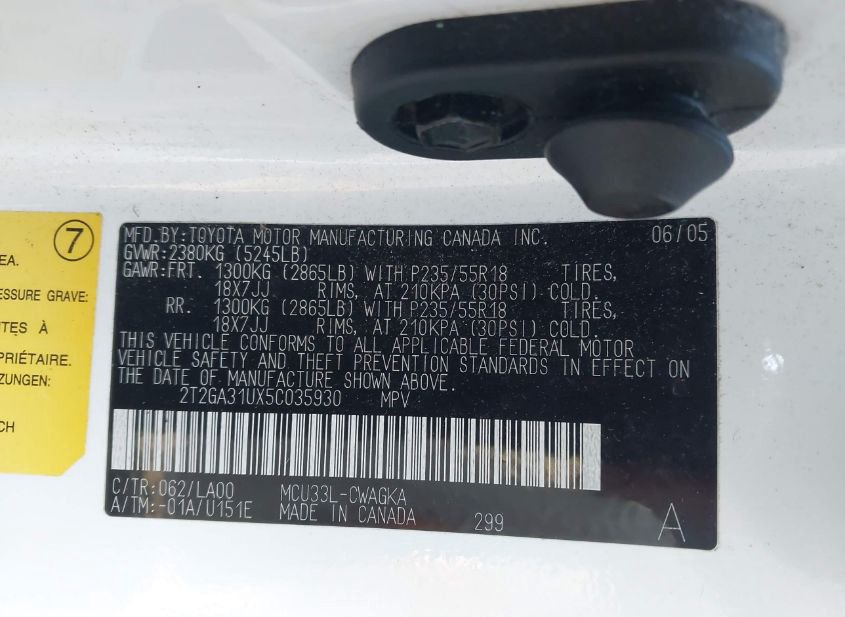 7
EA.
ESSURE GRAVE:
UTES À
PRIÉTAIRE.
ZUNGEN:
CH
MFD.BY:TOYOTA MOTOR MANUFACTURING CANADA INC. 06/05
GVWR:2380KG (5245LB)
GAWR:FRT. 1300KG (2865LB) WITH P235/55R18 TIRES,
18X7JJ RIMS, AT 210KPA (30PSI) COLD.
RR. 1300KG (2865LB) WITH P235/55R18 TIRES,
18X7JJ RIMS, AT 210KPA (30PSI) COLD.
THIS VEHICLE CONFORMS TO ALL APPLICABLE FEDERAL MOTOR
VEHICLE SAFETY AND THEFT PREVENTION STANDARDS IN EFFECT ON
THE DATE OF MANUFACTURE SHOWN ABOVE.
2T2GA31UX5C035930 MPV
C/TR:062/LA00 MCU33L-CWAGKA
A/TM:-01A/U151E MADE IN CANADA 299 A